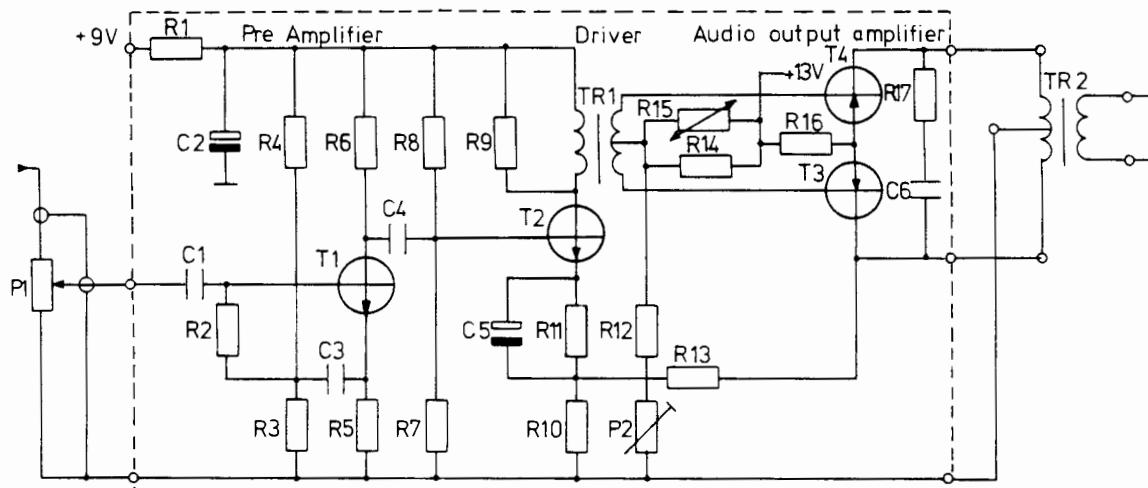 +9V R1 Pre Amplifier Driver Audio output amplifier
T4
+13V
TR1 R17 TR2
R15
C2 R4 R6 R8 R9 R16
R14
T3
C6
C4 T2
C1 T1
P1
R2 C5 R11 R12
C3 R13
R3 R5 R7 R10 P2